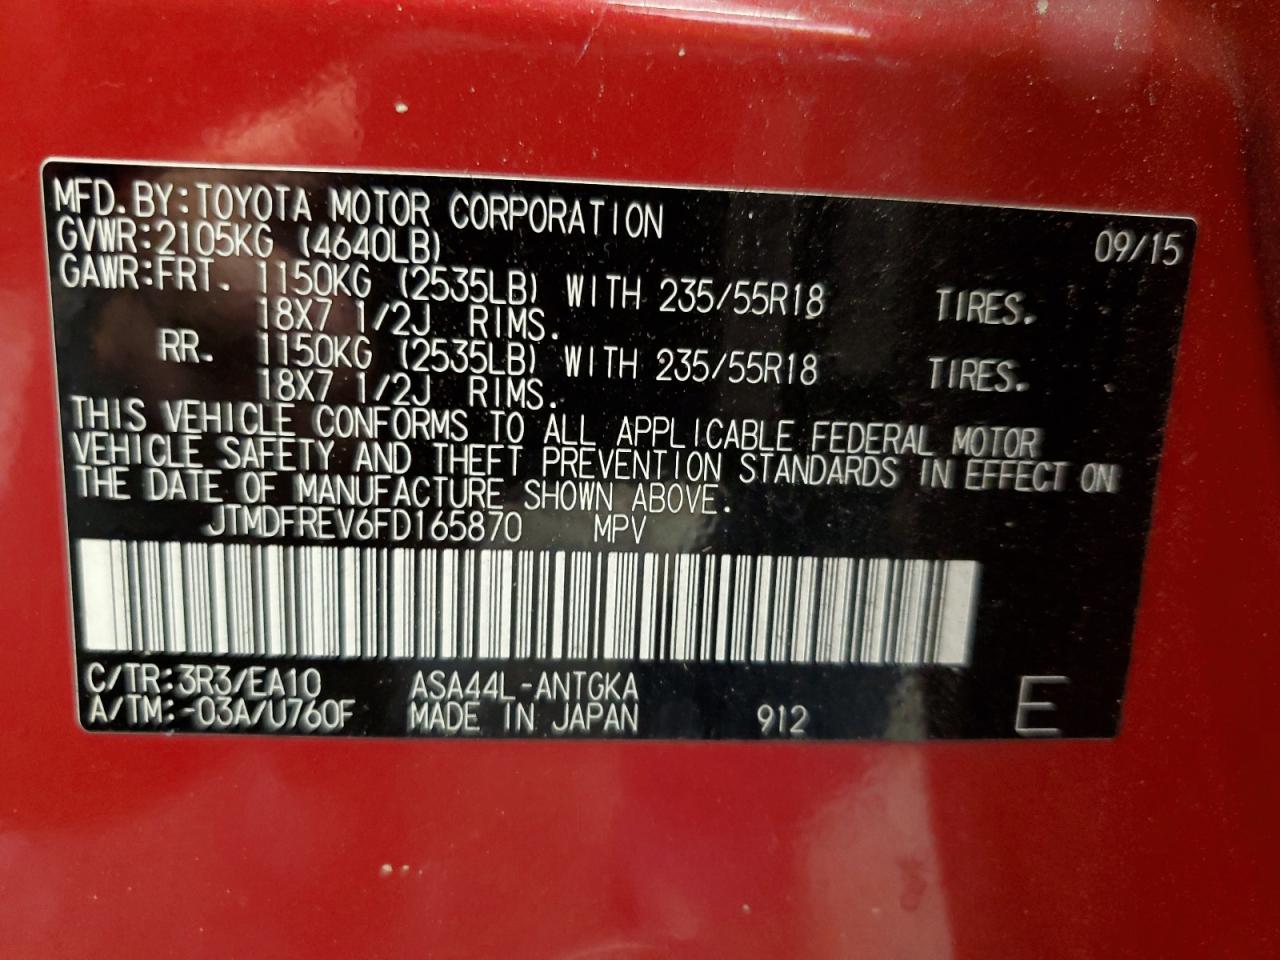 MFD.BY:TOYOTA MOTOR CORPORATION 09/15
GVWR:2105KG (4640LB)
GAWR:FRT. 1150KG (2535LB) WITH 235/55R18 TIRES.
18X7 1/2J RIMS.
RR. 1150KG (2535LB) WITH 235/55R18 TIRES.
18X7 1/2J RIMS.
THIS VEHICLE CONFORMS TO ALL APPLICABLE FEDERAL MOTOR
VEHICLE SAFETY AND THEFT PREVENTION STANDARDS IN EFFECT ON
THE DATE OF MANUFACTURE SHOWN ABOVE.
JTMDFREV6FD165870 MPV
C/TR:3R3/EA10 ASA44L-ANTGKA
A/TM:-03A/U760F MADE IN JAPAN 912 E